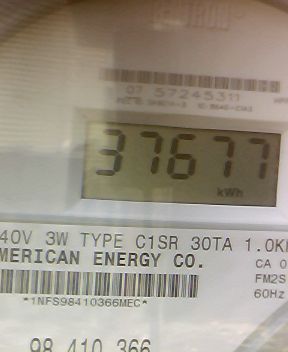 07 57245311
37677
kWh
40V 3W TYPE C1SR 30TA 1.0K
MERICAN ENERGY CO.
CA 0
FM2S
*1NFS98410366MEC*
60Hz
98 410 366